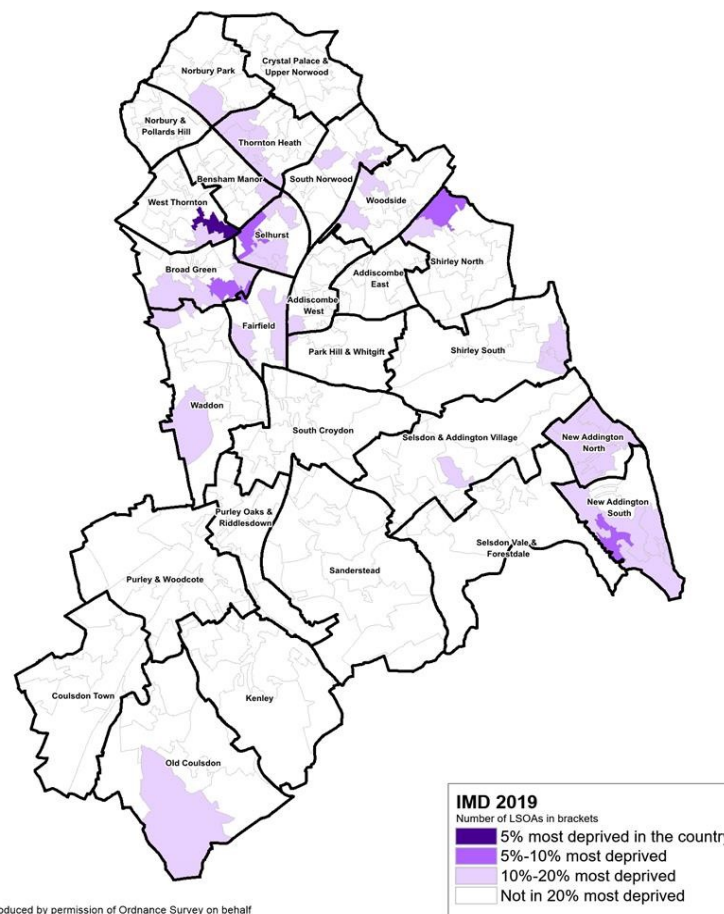 Crystal Palace &
Upper Norwood
Norbury Park
Norbury &
Pollards Hill
Thornton Heath
Bensham Manor
South Norwood
West Thornton
Woodside
Selhurst
Shirley North
Broad Green
Addiscombe
East
Addiscombe
West
Fairfield
Park Hill & Whitgift
Shirley South
Waddon
South Croydon
Selsdon & Addington Village
New Addington
North
New Addington
South
Purley Oaks &
Riddlesdown
Selsdon Vale &
Forestdale
Sanderstead
Purley & Woodcote
Coulsdon Town
Kenley
Old Coulsdon
IMD 2019
Number of LSOAs in brackets
5% most deprived in the country
5%-10% most deprived
10%-20% most deprived
Not in 20% most deprived
oduced by permission of Ordnance Survey on behalf